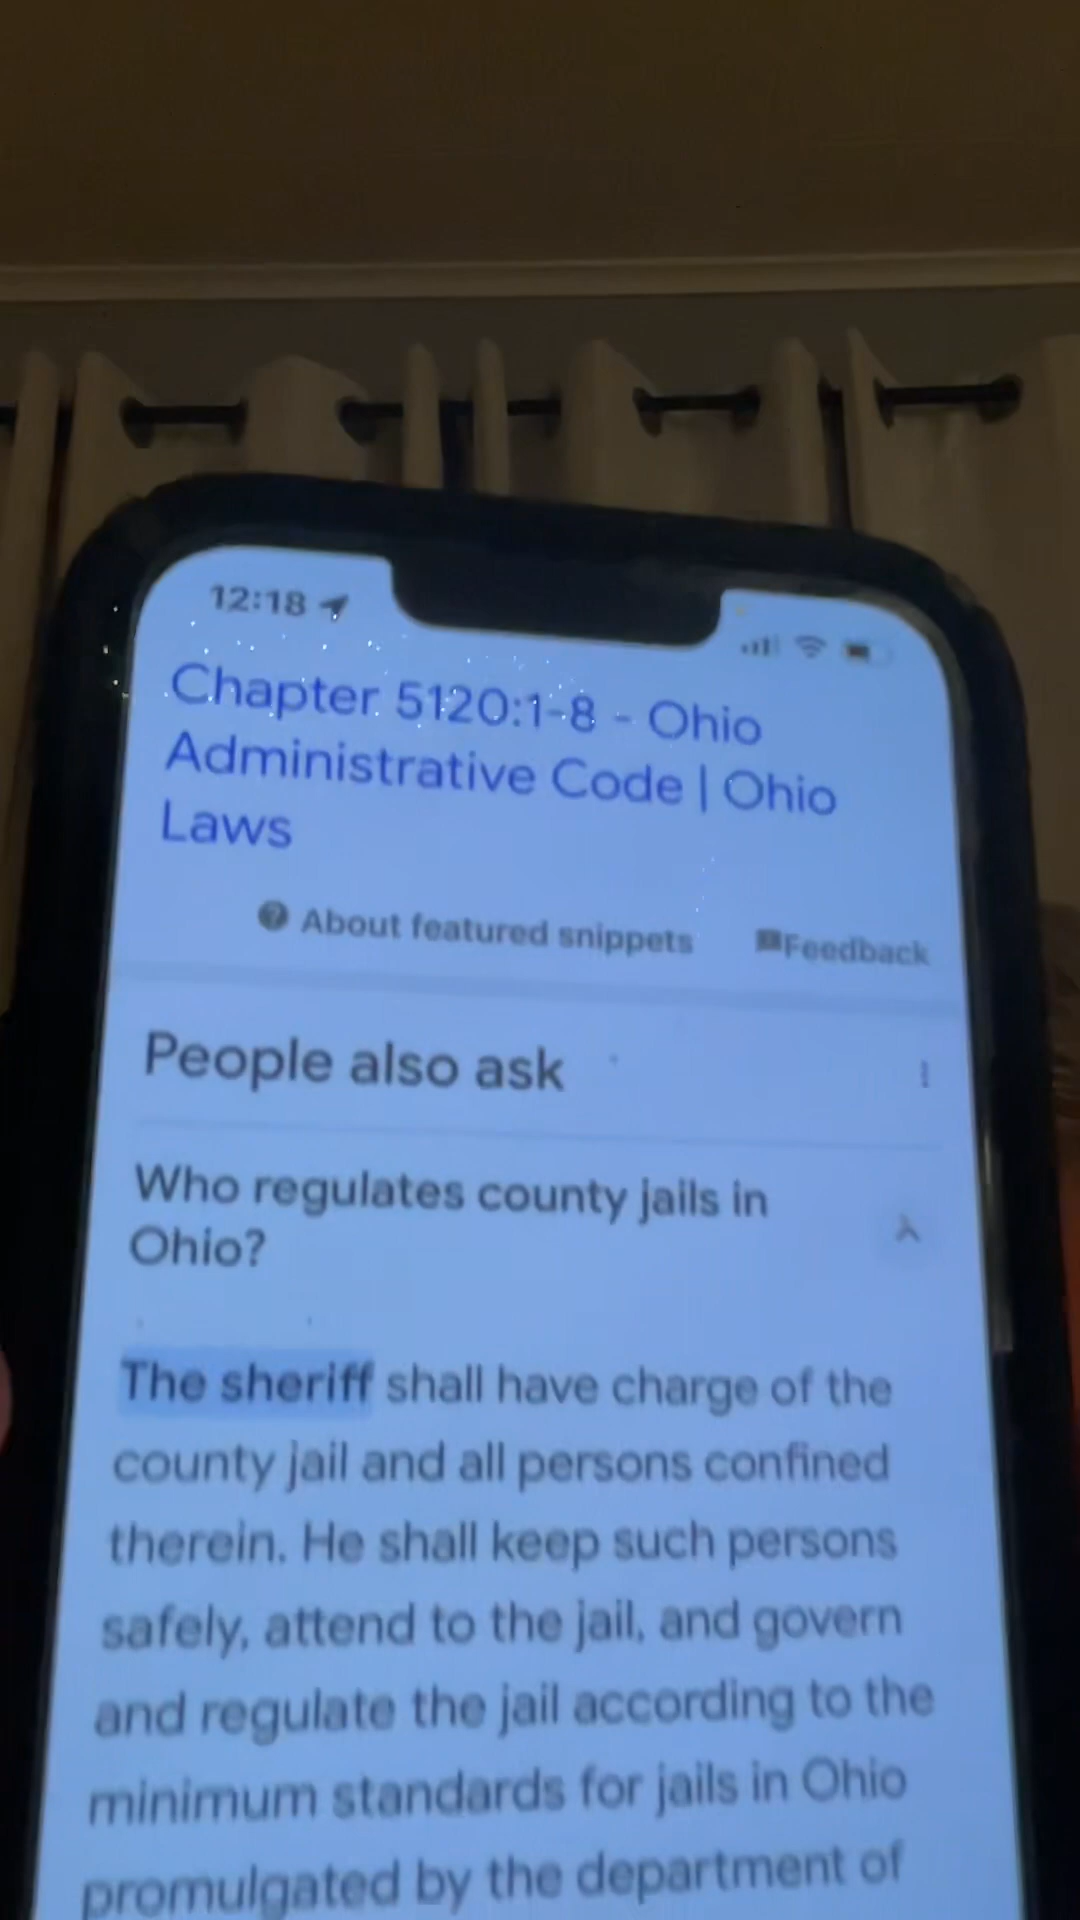 12:18
Chapter 5120:1-8 - Ohio
Administrative Code | Ohio
Laws
About featured snippets Feedback
People also ask
Who regulates county jails in
Ohio?
The sheriff shall have charge of the
county jail and all persons confined
therein. He shall keep such persons
safely, attend to the jail, and govern
and regulate the jail according to the
minimum standards for jails in Ohio
promulgated by the department of